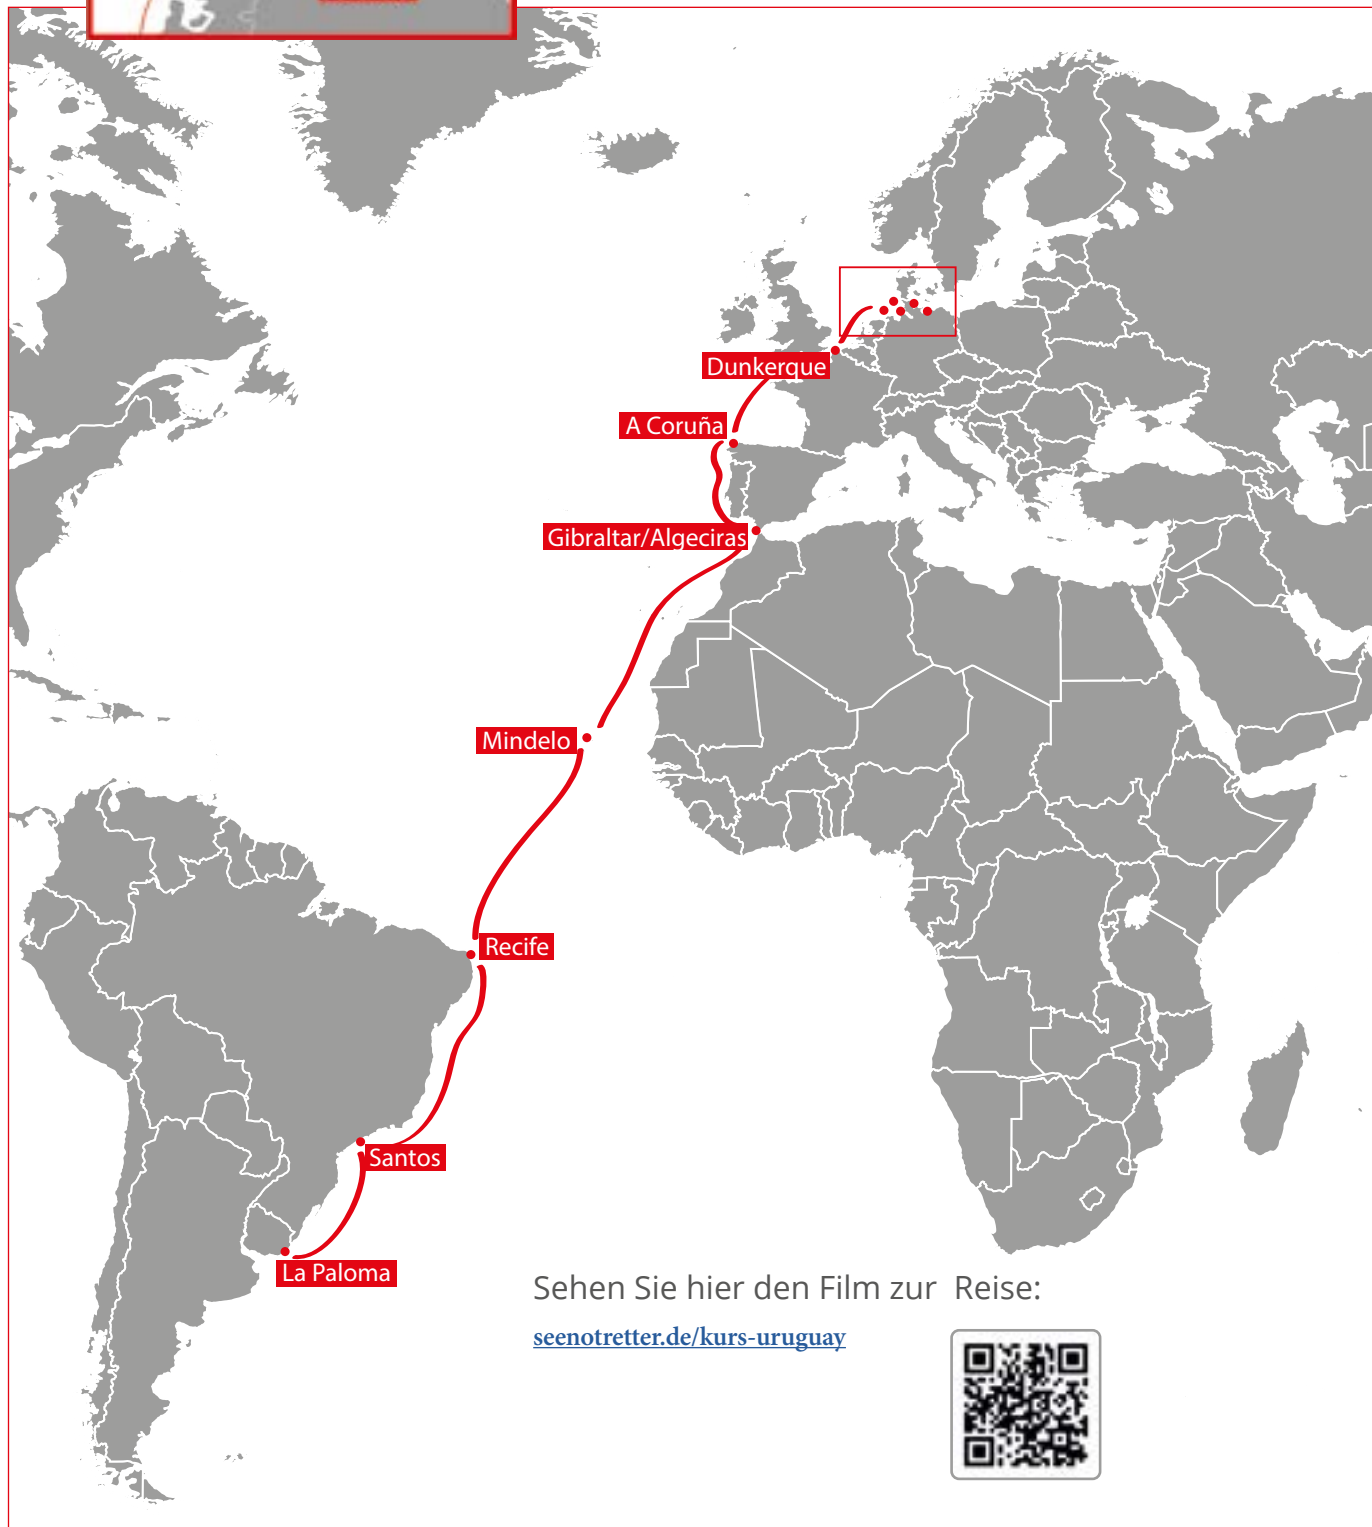 Dunkerque
A Coruña
Gibraltar/Algeciras
Mindelo
Recife
Santos
La Paloma
Sehen Sie hier den Film zur Reise:
seenotretter.de/kurs-uruguay